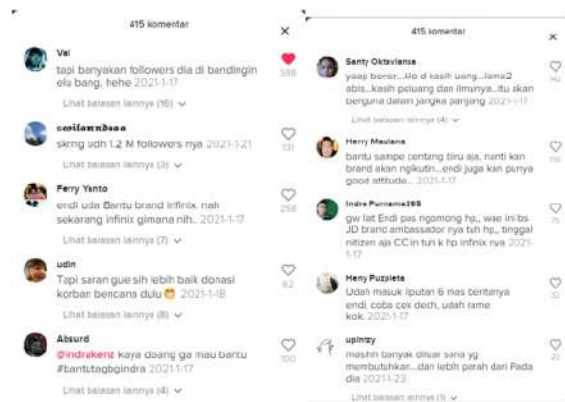 415 komentar
Vai
tapi banyakan followers dia di bandingin
elu bang, hehe 2021-1-17
598
Lihat balasan lainnya (16)
skrng udh 1.2 M followers nya 2021-1-21
131
Lihat balasan lainnya (3)
Ferry Yanto
endi uda Bantu brand infinix. nah
sekarang infinix gimana nih.. 2021-1-17
258
Lihat balasan lainnya (7)
udin
Tapi saran gue sih lebih baik donasi
korban bencana dulu 😁 2021-1-18
62
Lihat balasan lainnya (8)
Absurd
@indrakenz kaya doang ga mau bantu
#bantutagbgindra 2021-1-17
100
Lihat balasan lainnya (4)
415 komentar
Santy Oktaviansa
yaap bener...klo d kasih uang...lama2
abis...kasih peluang dan ilmunya...itu akan
berguna dalam jangka panjang 2021-1-17
Lihat balasan lainnya (4)
Herry Maulana
bantu sampe centang biru aja, nanti kan
brand akan ngikutin...endi juga kan punya
good attitude... 2021-1-17
Indra Purnama
gw liat Endi pas ngomong hp,, wae ini bs
JD brand ambassador nya tuh hp,, tinggal
nitizen aja CC in tuh k hp infinix nya 2021-
1-17
Heny Puzpieta
Udah masuk liputan 6 mas beritanya
endi, coba cek dech, udah rame
kok. 2021-1-17
upintzy
masihh banyak diluar sana yg
membutuhkan...dan lebih parah dari Pada
dia 2021-1-23
Lihat balasan lainnya (1)